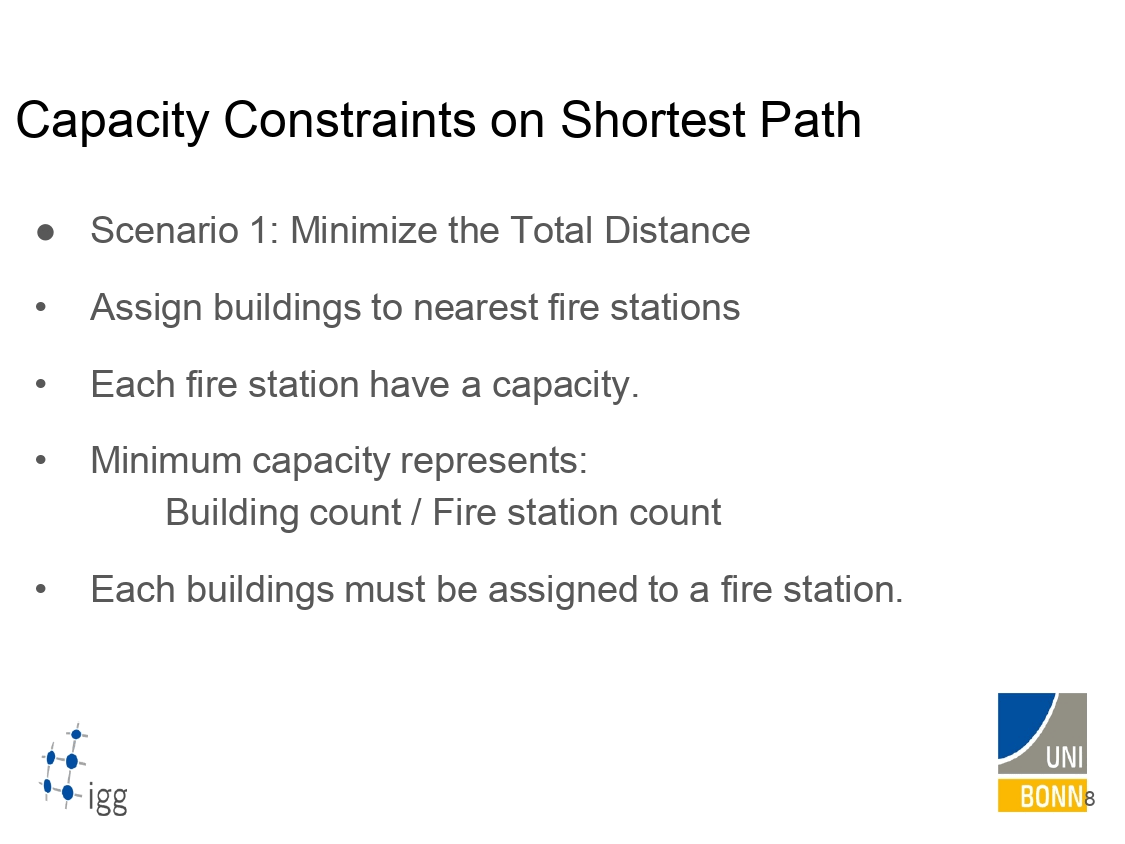 Capacity Constraints on Shortest Path
● Scenario 1: Minimize the Total Distance
• Assign buildings to nearest fire stations
• Each fire station have a capacity.
• Minimum capacity represents:
Building count / Fire station count
• Each buildings must be assigned to a fire station.
igg
UNI
BONN
8